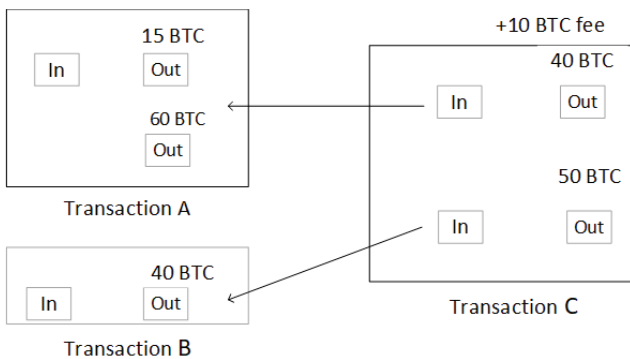 15 BTC
In
Out
60 BTC
Out
Transaction A
40 BTC
In
Out
Transaction B
+10 BTC fee
40 BTC
In
Out
50 BTC
In
Out
Transaction C